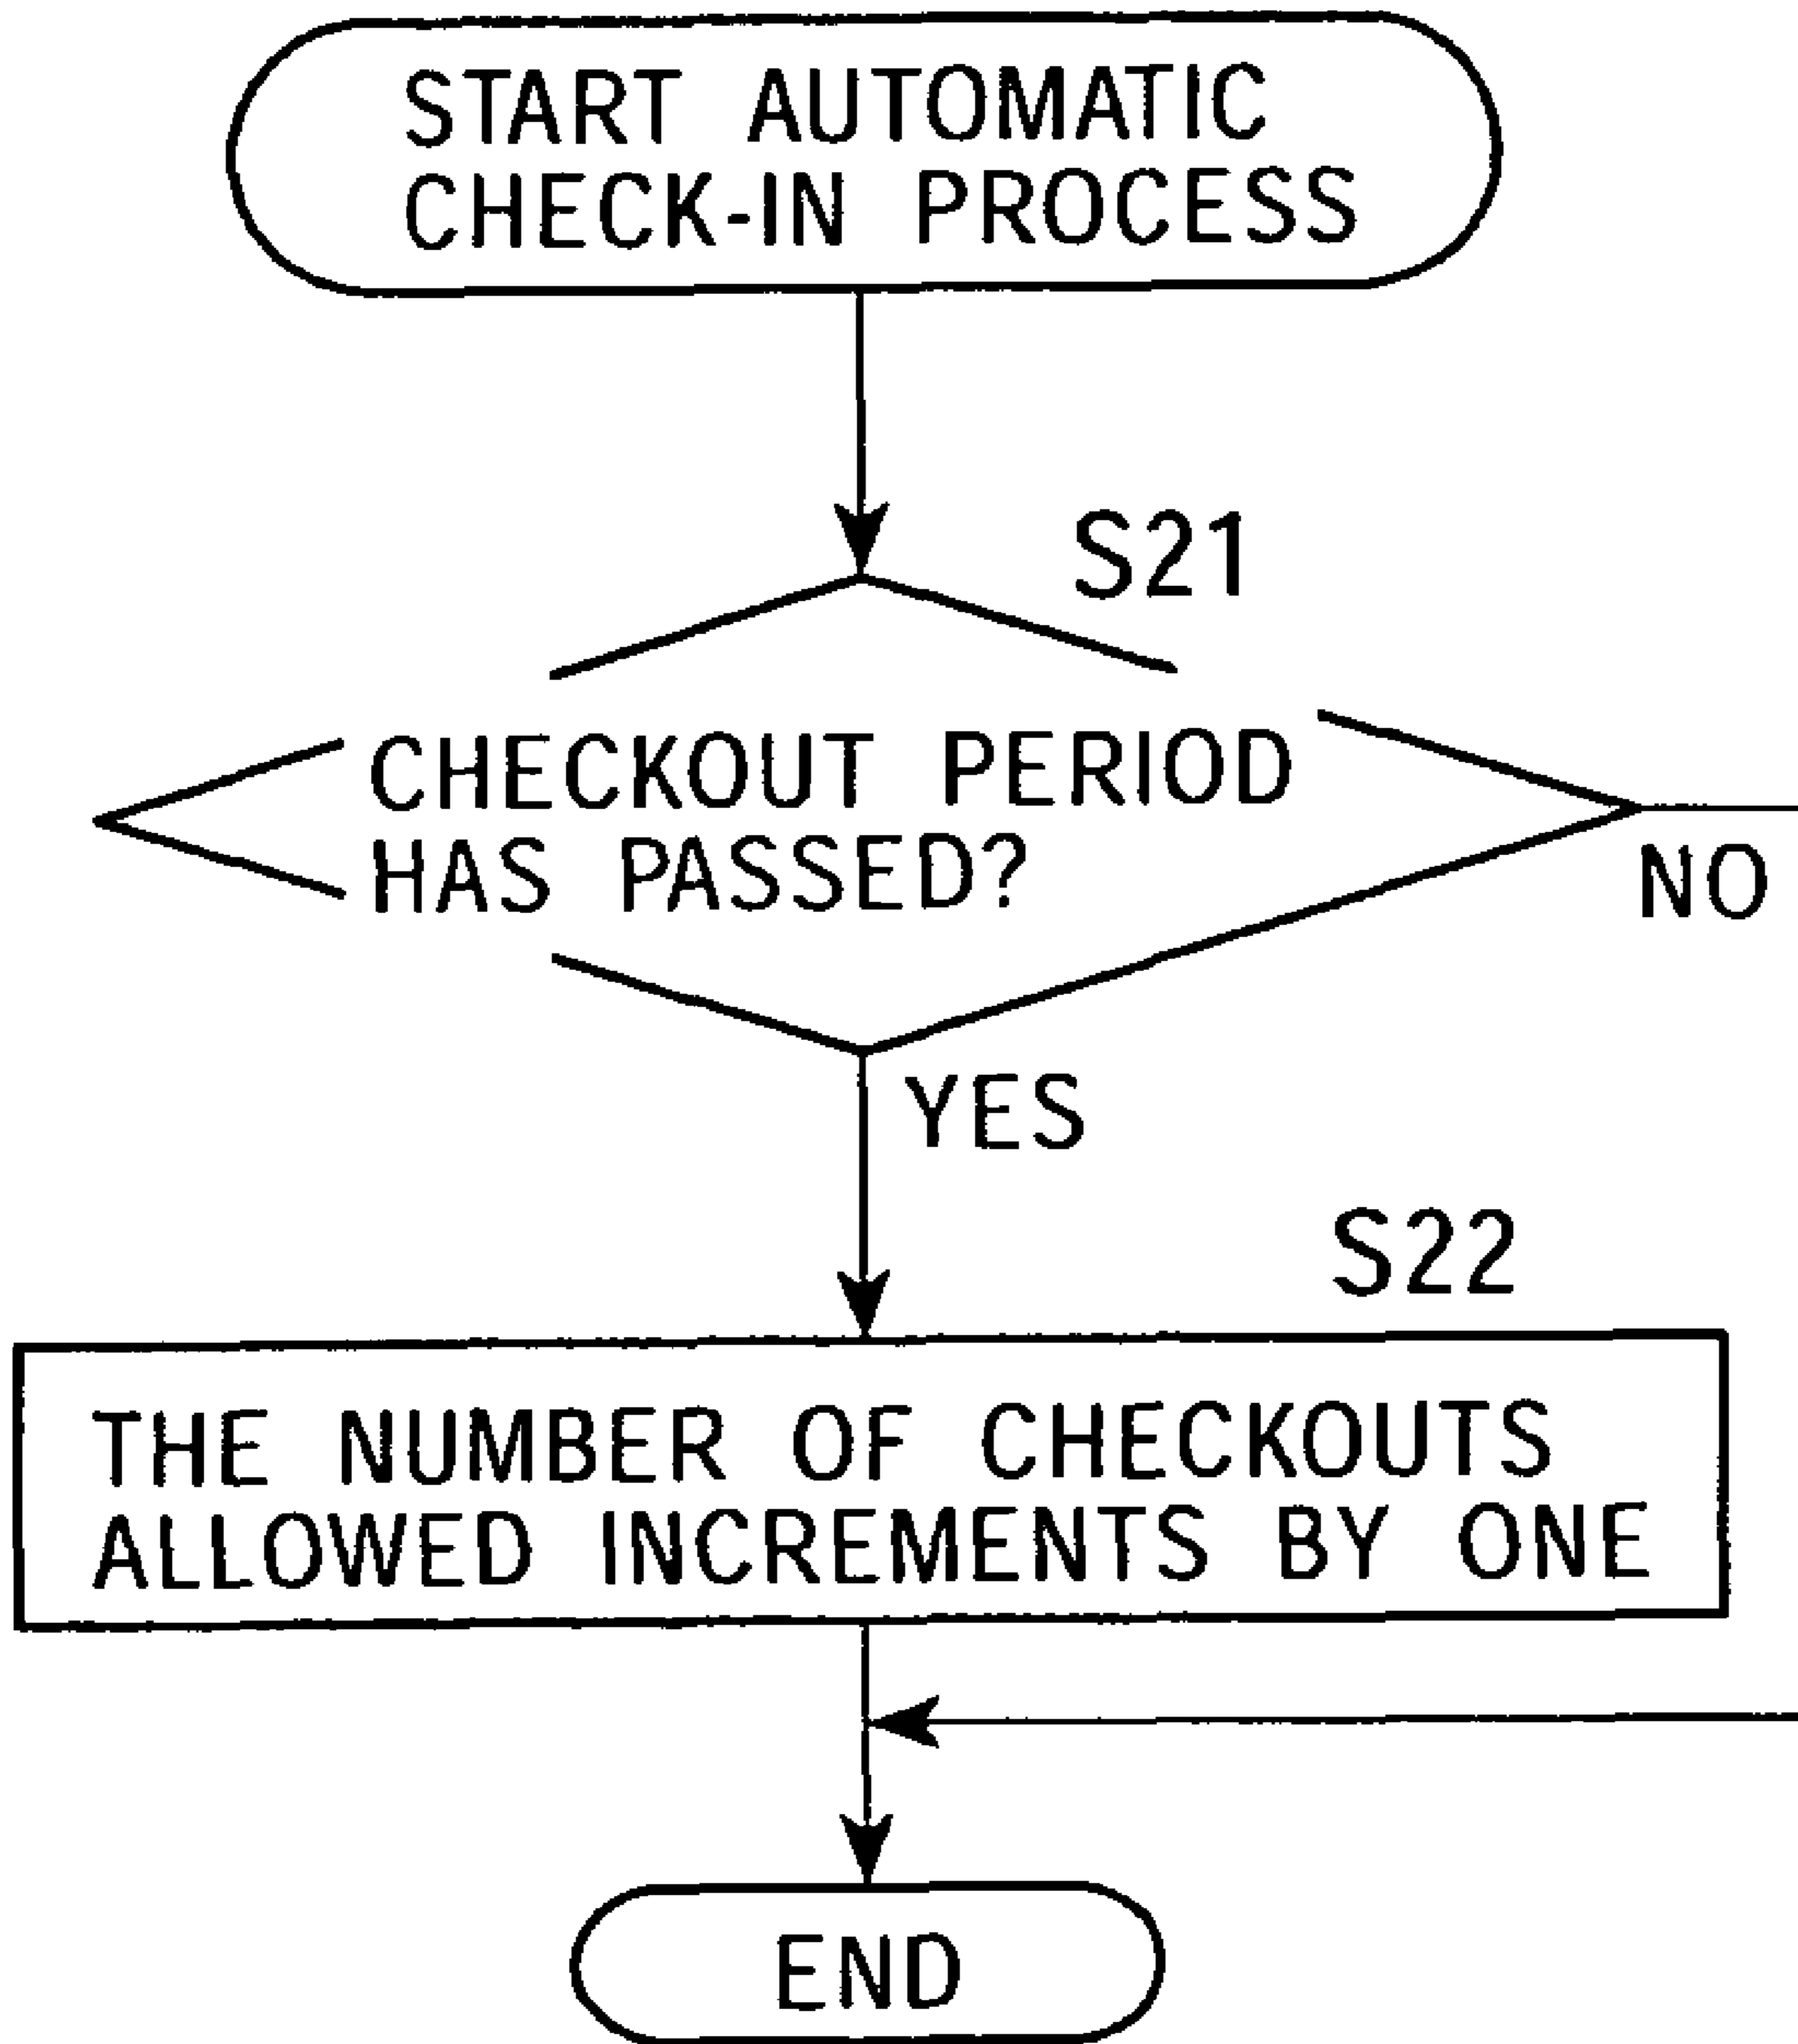 START AUTOMATIC
CHECK-IN PROCESS
S21
CHECKOUT PERIOD
HAS PASSED?
NO
YES
S22
THE NUMBER OF CHECKOUTS
ALLOWED INCREMENTS BY ONE
END